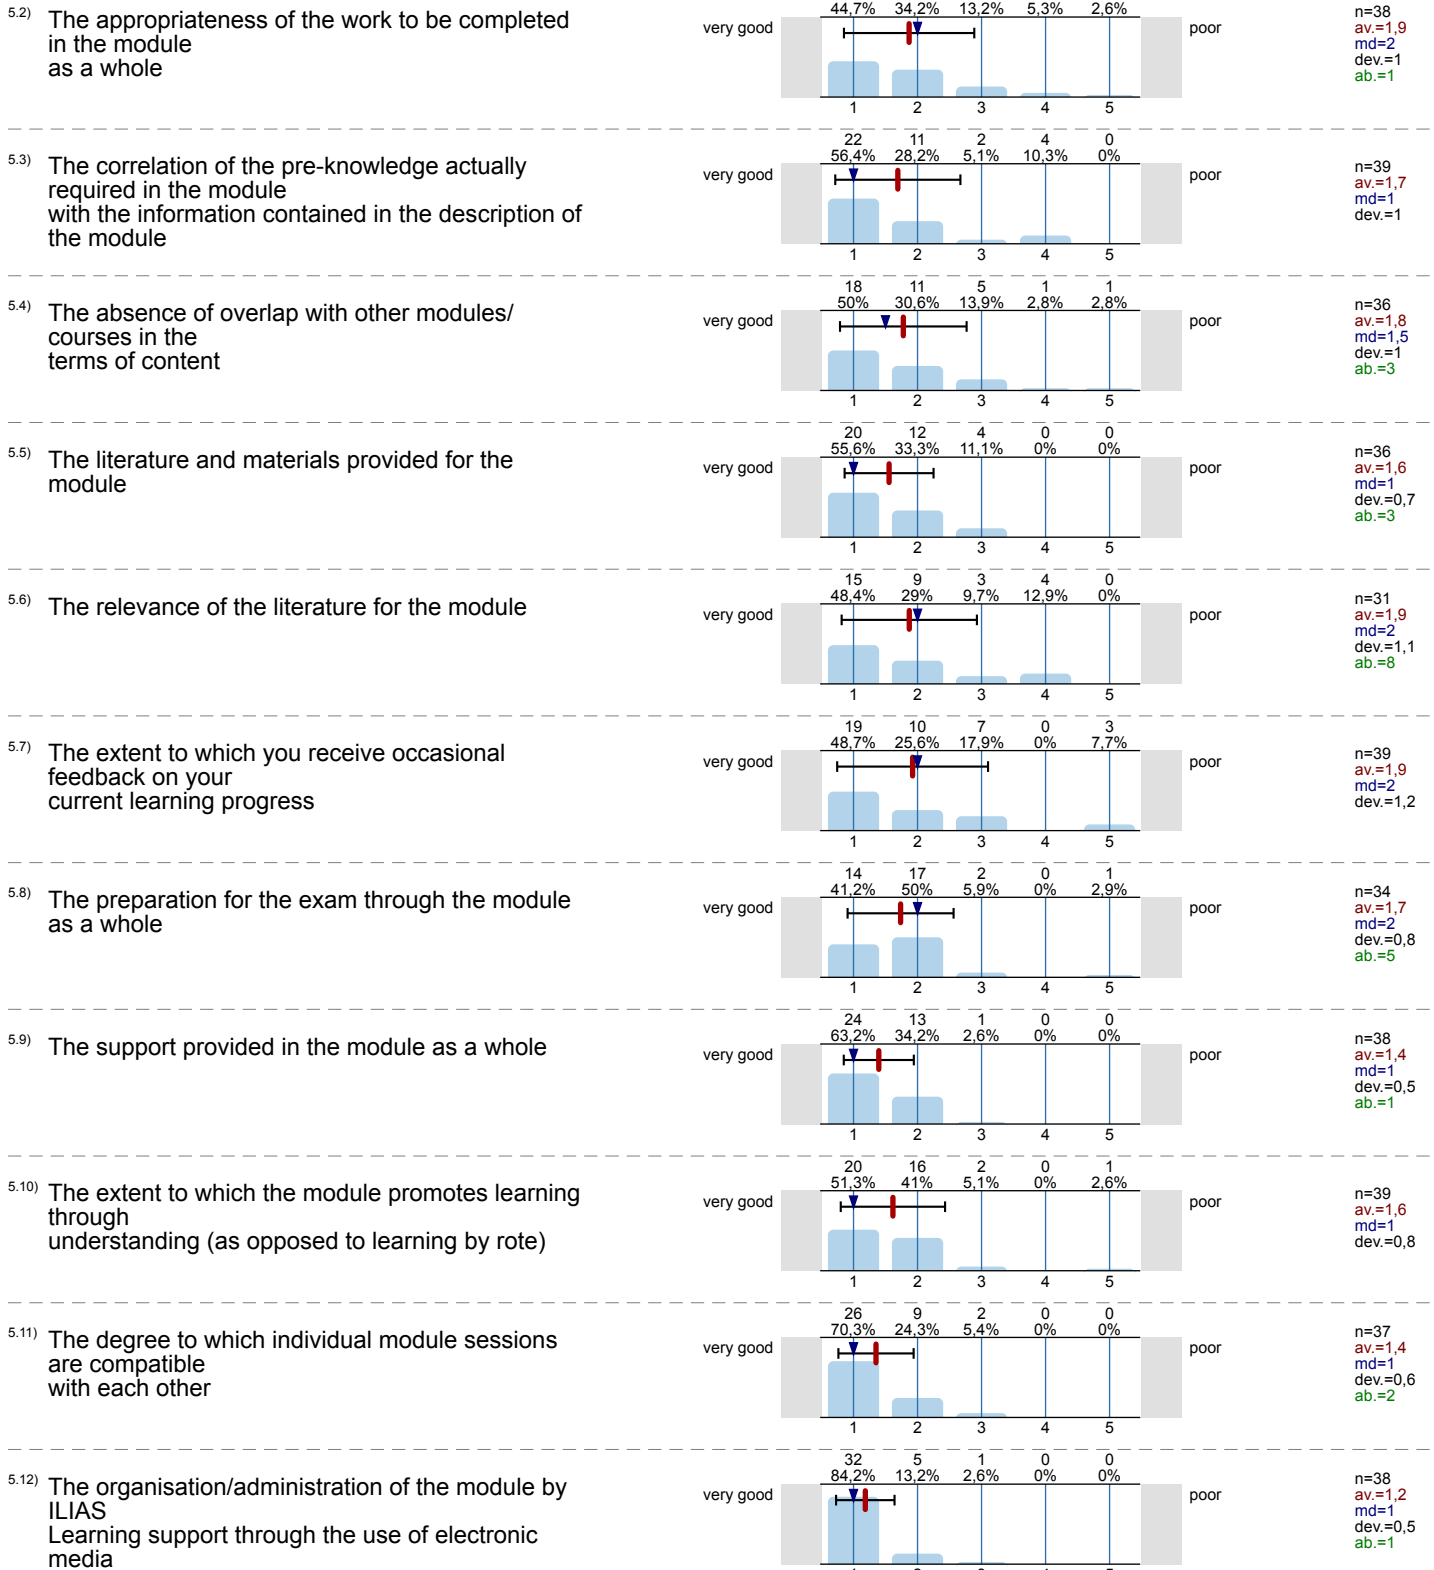 5.2) The appropriateness of the work to be completed
in the module
as a whole
44,7% 34,2% 13,2% 5,3% 2,6%
very good
poor
1 2 3 4 5
n=38
av.=1,9
md=2
dev.=1
ab.=1
5.3) The correlation of the pre-knowledge actually
required in the module
with the information contained in the description of
the module
22 11 2 4 0
56,4% 28,2% 5,1% 10,3% 0%
very good
poor
1 2 3 4 5
n=39
av.=1,7
md=1
dev.=1
5.4) The absence of overlap with other modules/
courses in the
terms of content
18 11 5 1 1
50% 30,6% 13,9% 2,8% 2,8%
very good
poor
1 2 3 4 5
n=36
av.=1,8
md=1,5
dev.=1
ab.=3
5.5) The literature and materials provided for the
module
20 12 4 0 0
55,6% 33,3% 11,1% 0% 0%
very good
poor
1 2 3 4 5
n=36
av.=1,6
md=1
dev.=0,7
ab.=3
5.6) The relevance of the literature for the module
15 9 3 4 0
48,4% 29% 9,7% 12,9% 0%
very good
poor
1 2 3 4 5
n=31
av.=1,9
md=2
dev.=1,1
ab.=8
5.7) The extent to which you receive occasional
feedback on your
current learning progress
19 10 7 0 3
48,7% 25,6% 17,9% 0% 7,7%
very good
poor
1 2 3 4 5
n=39
av.=1,9
md=2
dev.=1,2
5.8) The preparation for the exam through the module
as a whole
14 17 2 0 1
41,2% 50% 5,9% 0% 2,9%
very good
poor
1 2 3 4 5
n=34
av.=1,7
md=2
dev.=0,8
ab.=5
5.9) The support provided in the module as a whole
24 13 1 0 0
63,2% 34,2% 2,6% 0% 0%
very good
poor
1 2 3 4 5
n=38
av.=1,4
md=1
dev.=0,5
ab.=1
5.10) The extent to which the module promotes learning
through
understanding (as opposed to learning by rote)
20 16 2 0 1
51,3% 41% 5,1% 0% 2,6%
very good
poor
1 2 3 4 5
n=39
av.=1,6
md=1
dev.=0,8
5.11) The degree to which individual module sessions
are compatible
with each other
26 9 2 0 0
70,3% 24,3% 5,4% 0% 0%
very good
poor
1 2 3 4 5
n=37
av.=1,4
md=1
dev.=0,6
ab.=2
5.12) The organisation/administration of the module by
ILIAS
Learning support through the use of electronic
media
32 5 1 0 0
84,2% 13,2% 2,6% 0% 0%
very good
poor
n=38
av.=1,2
md=1
dev.=0,5
ab.=1